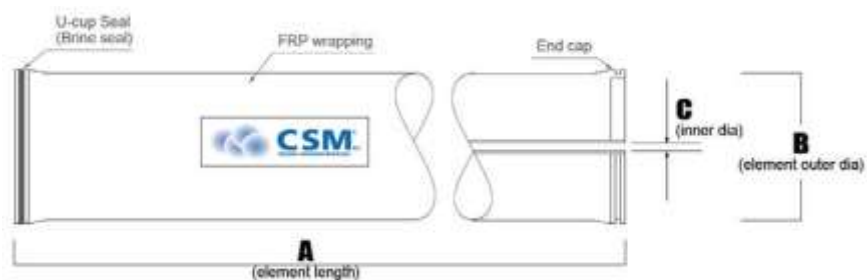 U-cup Seal
(Brine seal)
FRP wrapping
End cap
CSM
C
(inner dia)
B
(element outer dia)
A
(element length)